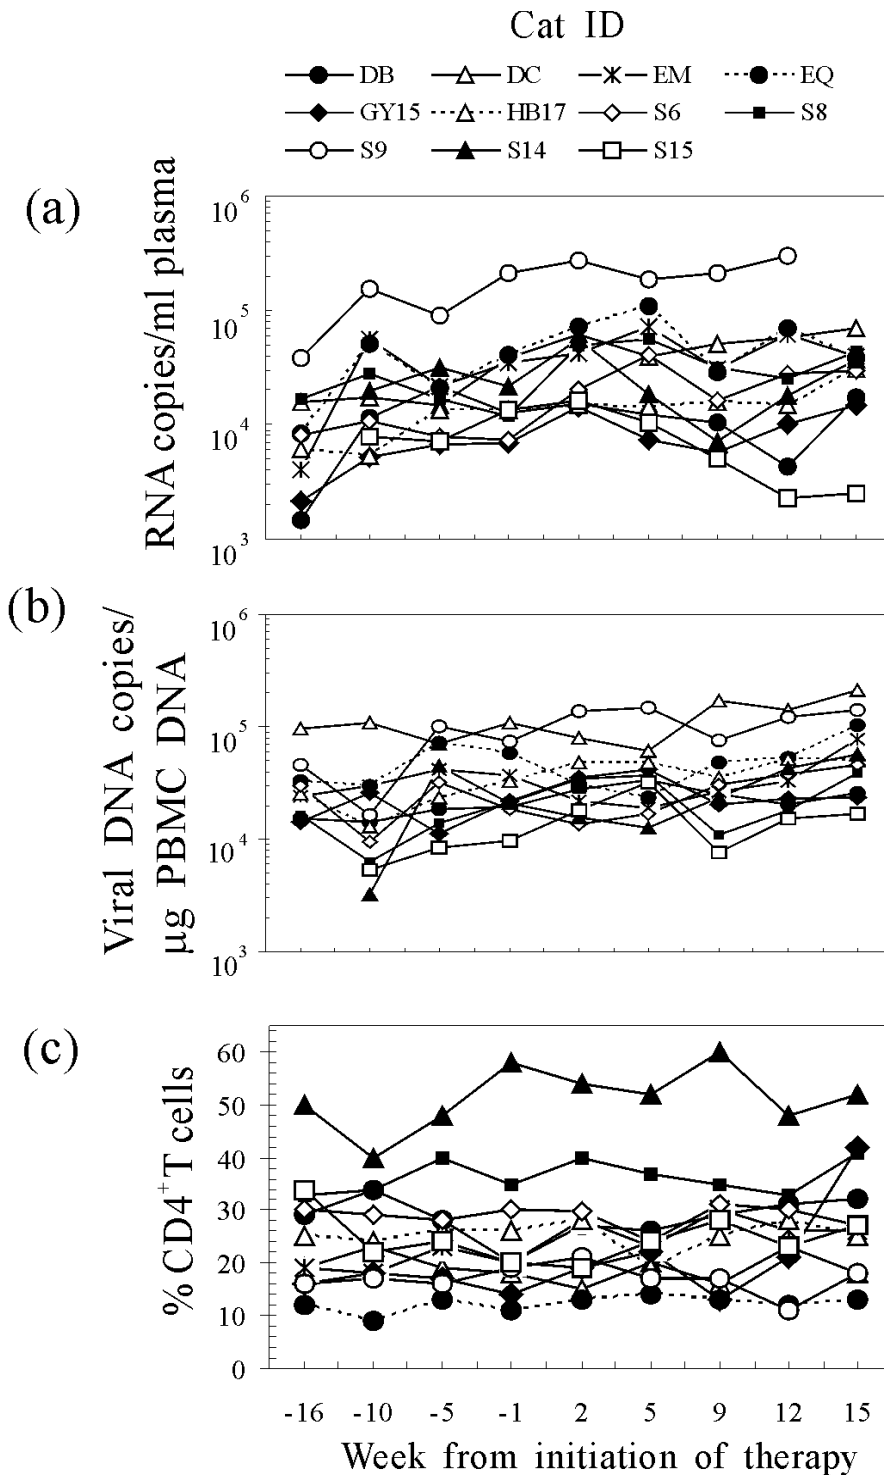 Cat ID
DB DC EM EQ
GY15 HB17 S6 S8
S9 S14 S15
(a)
RNA copies/ml plasma
10^6
10^5
10^4
10^3
(b)
Viral DNA copies/
µg PBMC DNA
10^6
10^5
10^4
10^3
(c)
% CD4^+T cells
60
50
40
30
20
10
0
-16 -10 -5 -1 2 5 9 12 15
Week from initiation of therapy